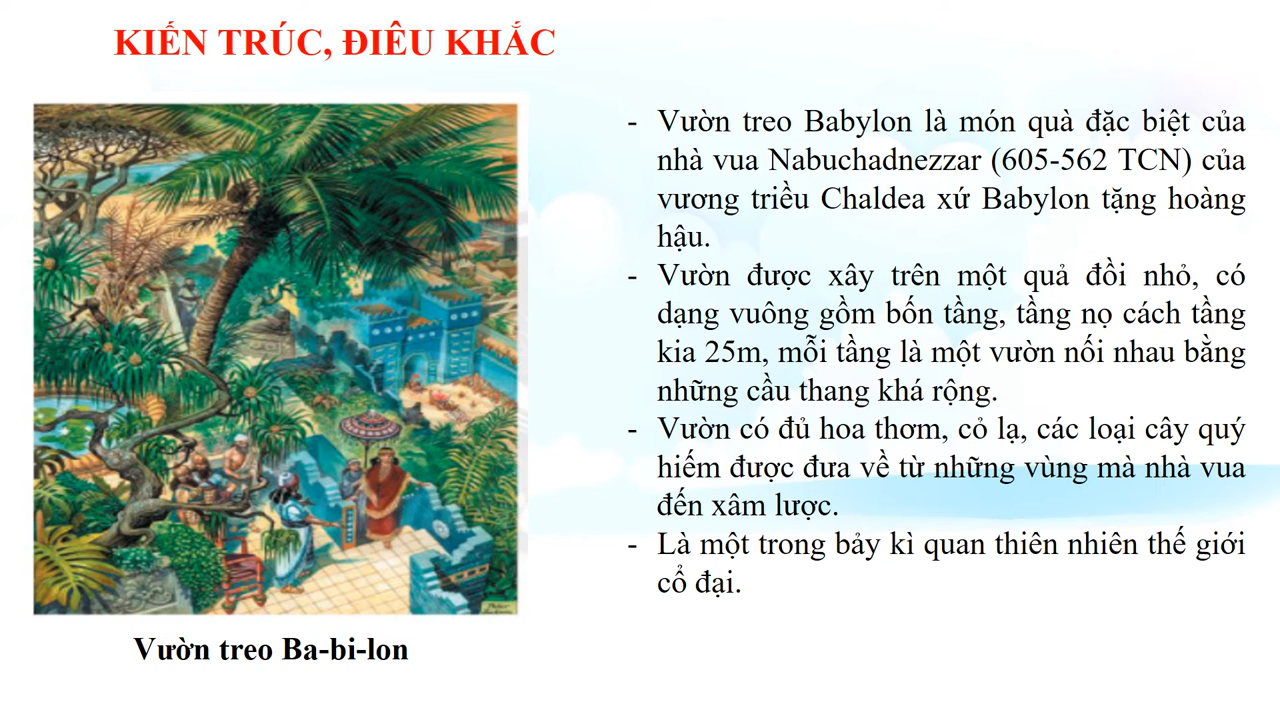 KIẾN TRÚC, ĐIÊU KHẮC
- Vườn treo Babylon là món quà đặc biệt của
nhà vua Nabuchadnezzar (605-562 TCN) của
vương triều Chaldea xứ Babylon tặng hoàng
hậu.
- Vườn được xây trên một quả đồi nhỏ, có
dạng vuông gồm bốn tầng, tầng nọ cách tầng
kia 25m, mỗi tầng là một vườn nối nhau bằng
những cầu thang khá rộng.
- Vườn có đủ hoa thơm, cỏ lạ, các loại cây quý
hiếm được đưa về từ những vùng mà nhà vua
đến xâm lược.
- Là một trong bảy kì quan thiên nhiên thế giới
cổ đại.
Vườn treo Ba-bi-lon